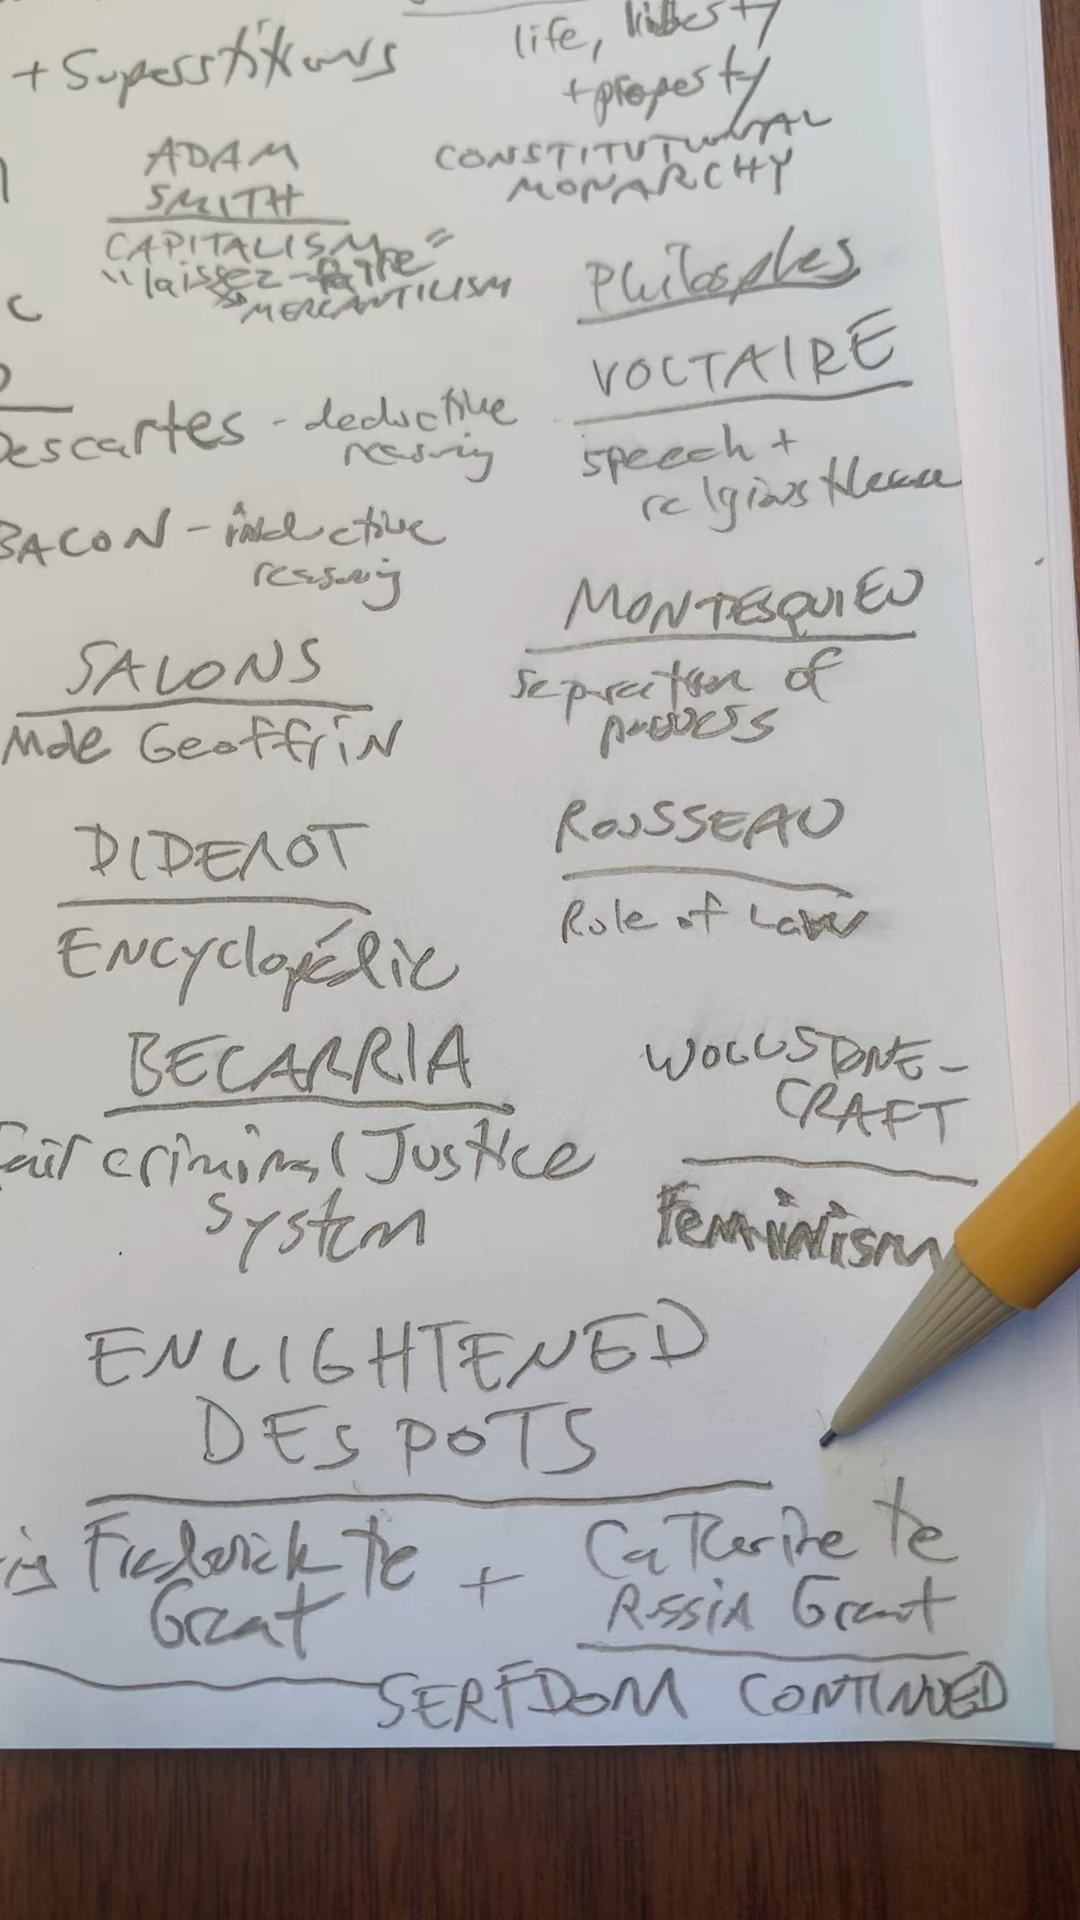 + Superstitions
life, liberty
+ property
ADAM
SMITH
CAPITALISM
"laissez-faire"
MERCANTILISM
CONSTITUTIONAL
MONARCHY
Philosophes
VOLTAIRE
speech +
Descartes - deductive
reasoning
BACON - inductive
reasoning
MONTESQUIEU
separation of
powers
SALONS
Mde Geoffrin
ROUSSEAU
Rule of Law
DIDEROT
ENCYCLOPÉDIE
BECARRIA
Fair criminal Justice
System
WOLLSTONE-
CRAFT
Feminism
ENLIGHTENED
DESPOTS
Frederick the
Great
+
Catherine the
Russia Great
SERFDOM CONTINUED